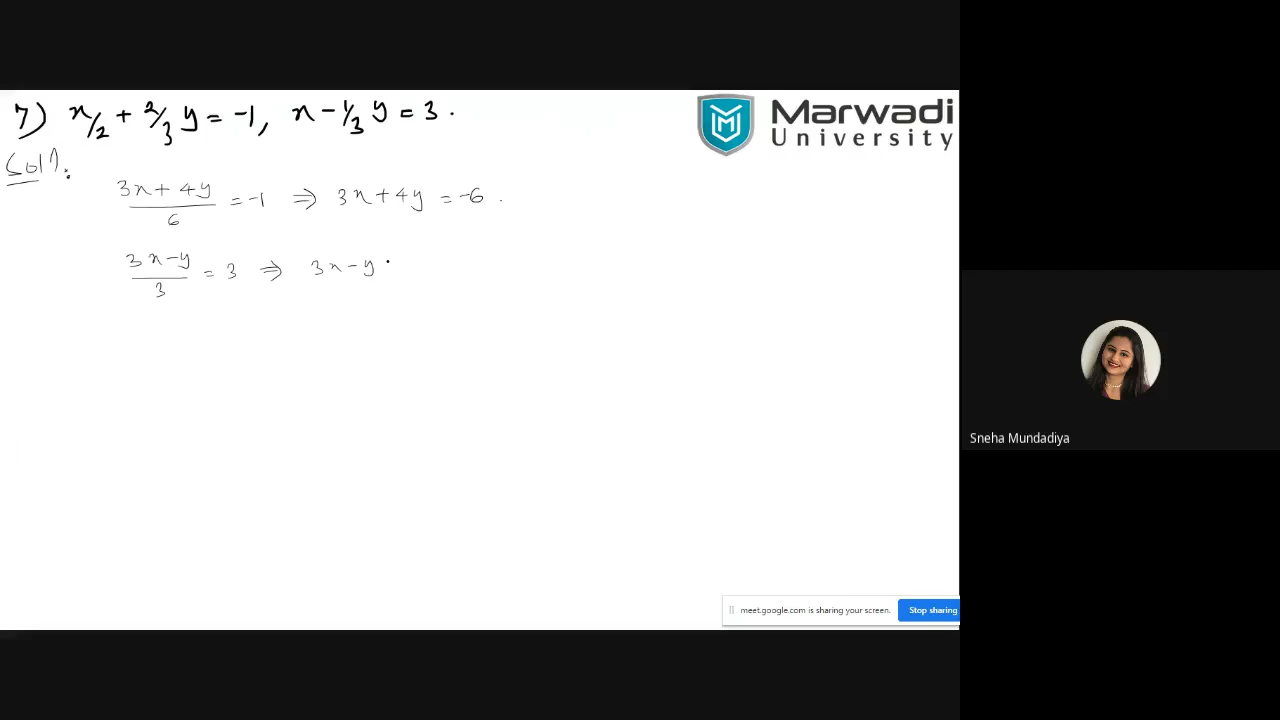 7) x/2 + 2/3 y = -1, x - 1/3 y = 3.
Marwadi
University
Solⁿ.
3x + 4y / 6 = -1 ⇒ 3x + 4y = -6.
3x - y / 3 = 3 ⇒ 3x - y
Sneha Mundadiya
meet.google.com is sharing your screen. Stop sharing